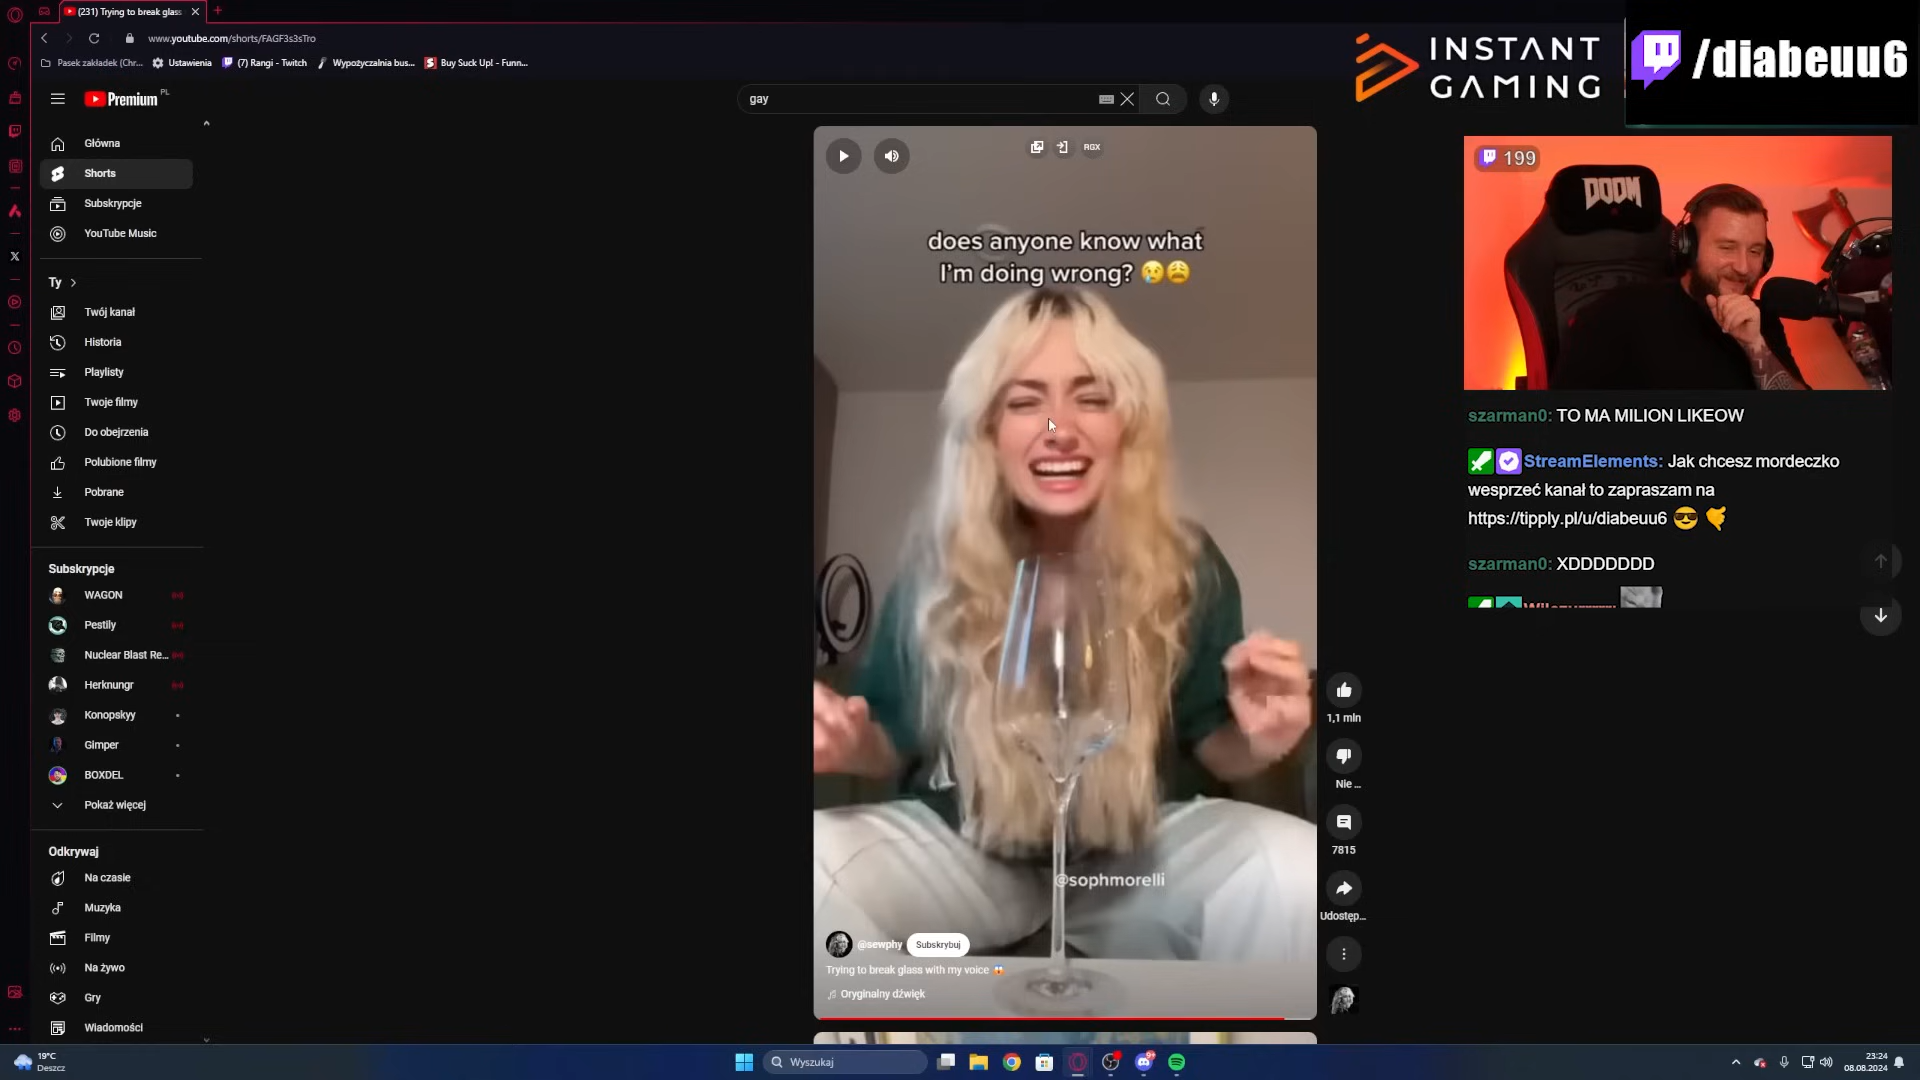 (231) Trying to break glass
www.youtube.com/shorts/FAGF3s3sTro
Pasek zakładek (Chr...
Ustawienia
(7) Rangi - Twitch
Wypożyczalnia bus...
Buy Suck Up! - Funn...
INSTANT
GAMING
/diabeuu6
Premium PL
gay
Główna
Shorts
Subskrypcje
YouTube Music
Ty
Twój kanał
Historia
Playlisty
Twoje filmy
Do obejrzenia
Polubione filmy
Pobrane
Twoje klipy
Subskrypcje
WAGON
Pestily
Nuclear Blast Re...
Herknungr
Konopskyy
Gimper
BOXDEL
Pokaż więcej
Odkrywaj
Na czasie
Muzyka
Filmy
Na żywo
Gry
Wiadomości
RGX
does anyone know what
I'm doing wrong? 😢😩
@sophmorelli
@sewphy
Subskrybuj
Trying to break glass with my voice 😱
Oryginalny dźwięk
1,1 mln
Nie ...
7815
Udostęp...
199
DOOM
szarman0: TO MA MILION LIKEOW
StreamElements: Jak chcesz mordeczko
wesprzeć kanał to zapraszam na
https://tipply.pl/u/diabeuu6 😎 🤙
szarman0: XDDDDDDD
19°C
Deszcz
Wyszukaj
23:24
08.08.2024